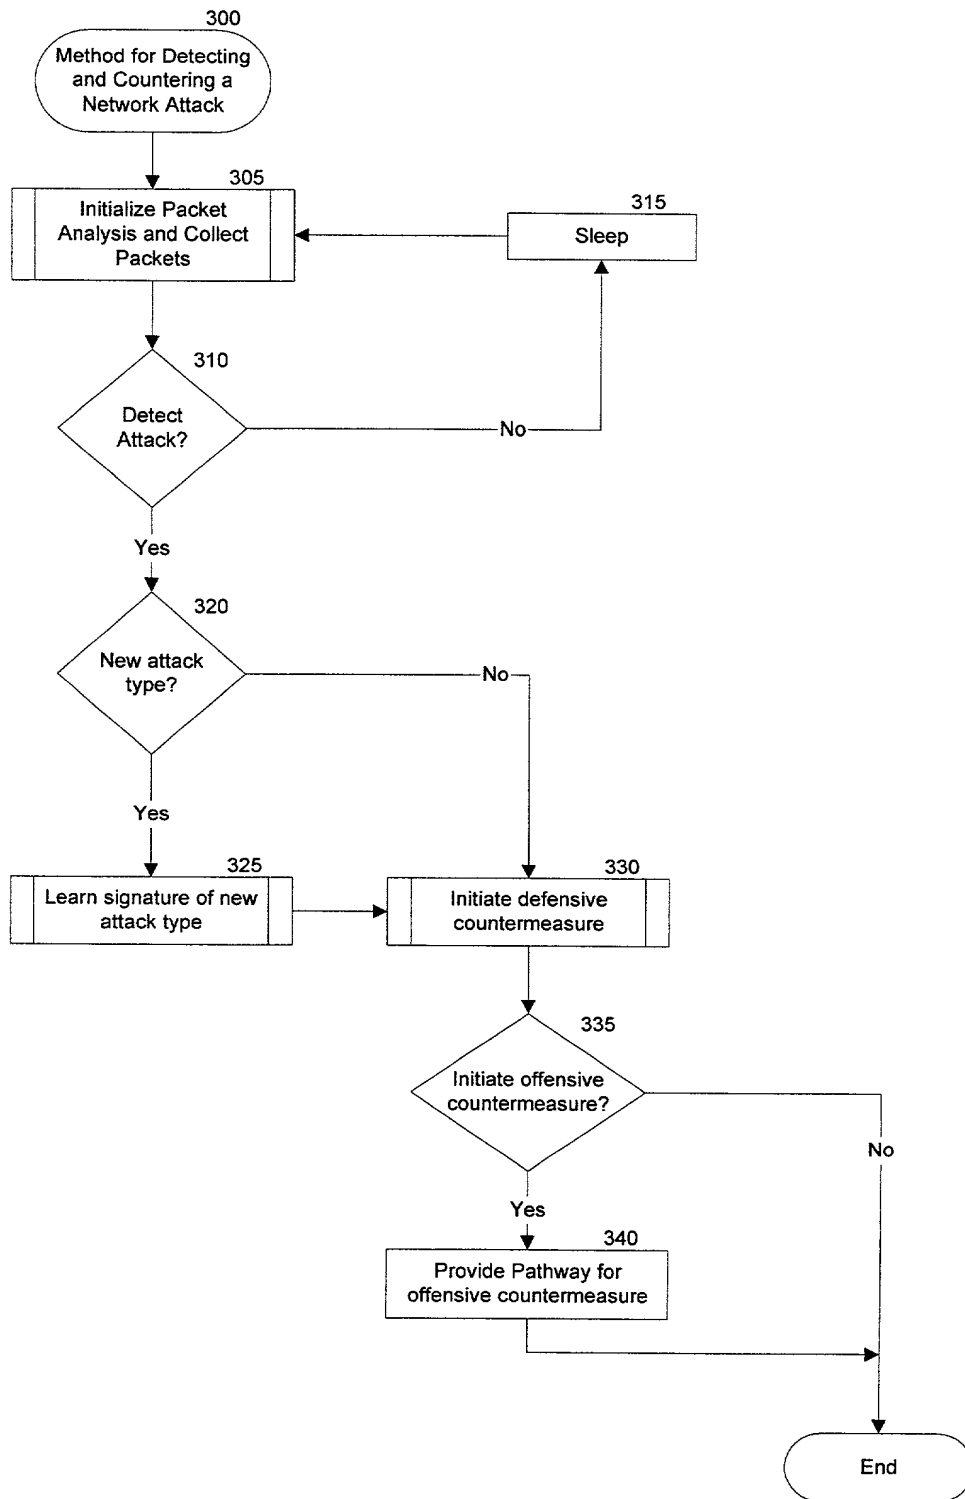 300
Method for Detecting
and Countering a
Network Attack
305
Initialize Packet
Analysis and Collect
Packets
315
Sleep
310
Detect
Attack?
No
Yes
320
New attack
type?
No
Yes
325
Learn signature of new
attack type
330
Initiate defensive
countermeasure
335
Initiate offensive
countermeasure?
No
Yes
340
Provide Pathway for
offensive countermeasure
End